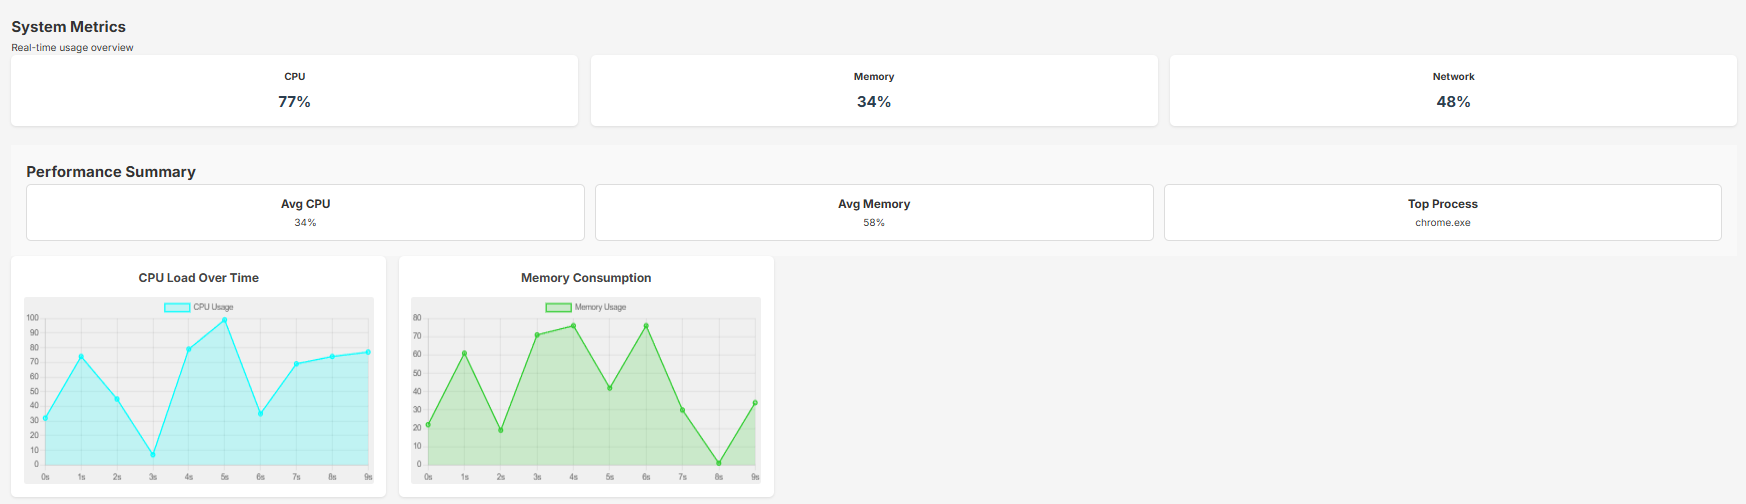 System Metrics
Real-time usage overview
CPU
77%
Memory
34%
Network
48%
Performance Summary
Avg CPU
34%
Avg Memory
58%
Top Process
chrome.exe
CPU Load Over Time
CPU Usage
100
90
80
70
60
50
40
30
20
10
0
0s 1s 2s 3s 4s 5s 6s 7s 8s 9s
Memory Consumption
Memory Usage
80
70
60
50
40
30
20
10
0
0s 1s 2s 3s 4s 5s 6s 7s 8s 9s